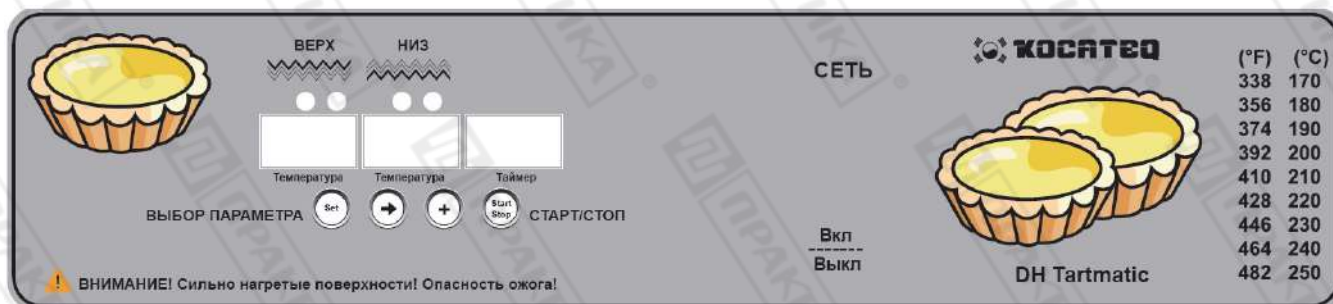 ВЕРХ НИЗ
Температура Температура Таймер
ВЫБОР ПАРАМЕТРА Set Start Stop СТАРТ/СТОП
ВНИМАНИЕ! Сильно нагретые поверхности! Опасность ожога!
СЕТЬ
Вкл
Выкл
KOCATEQ
DH Tartmatic
(°F) (°C)
338 170
356 180
374 190
392 200
410 210
428 220
446 230
464 240
482 250